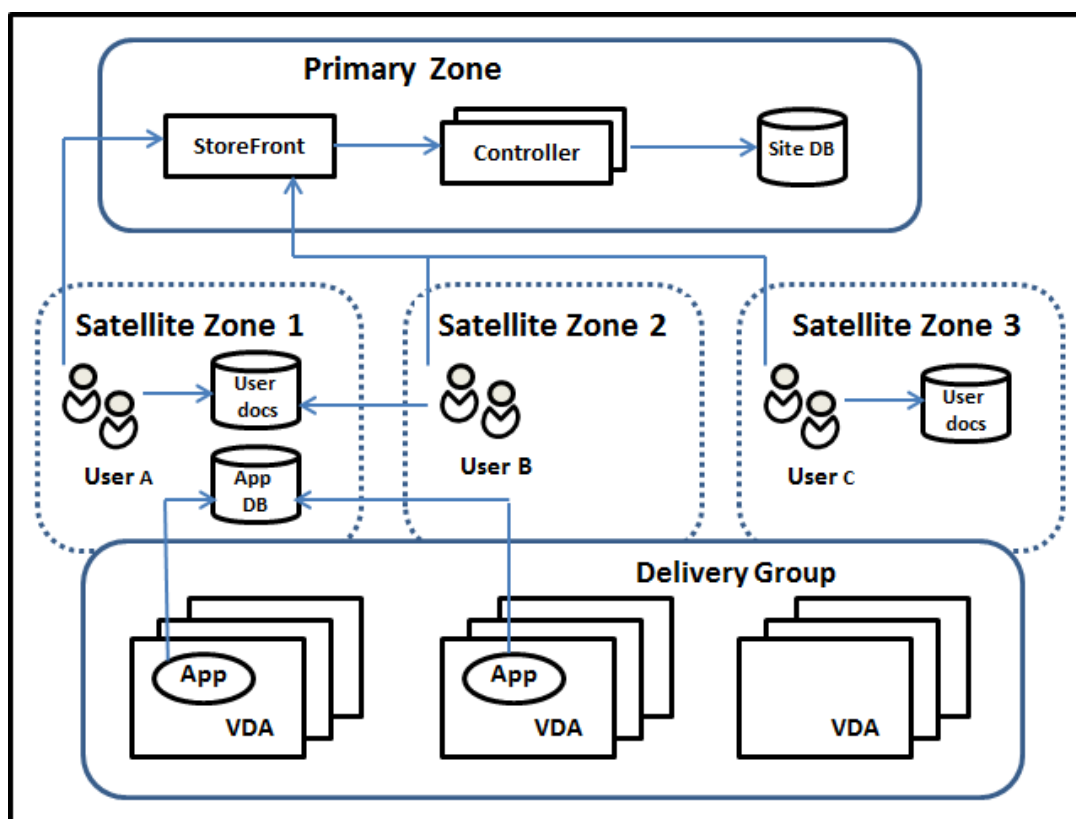 Primary Zone
StoreFront
Controller
Site DB
Satellite Zone 1
Satellite Zone 2
Satellite Zone 3
User
docs
User
docs
User A
App
DB
User B
User C
Delivery Group
App
VDA
App
VDA
VDA